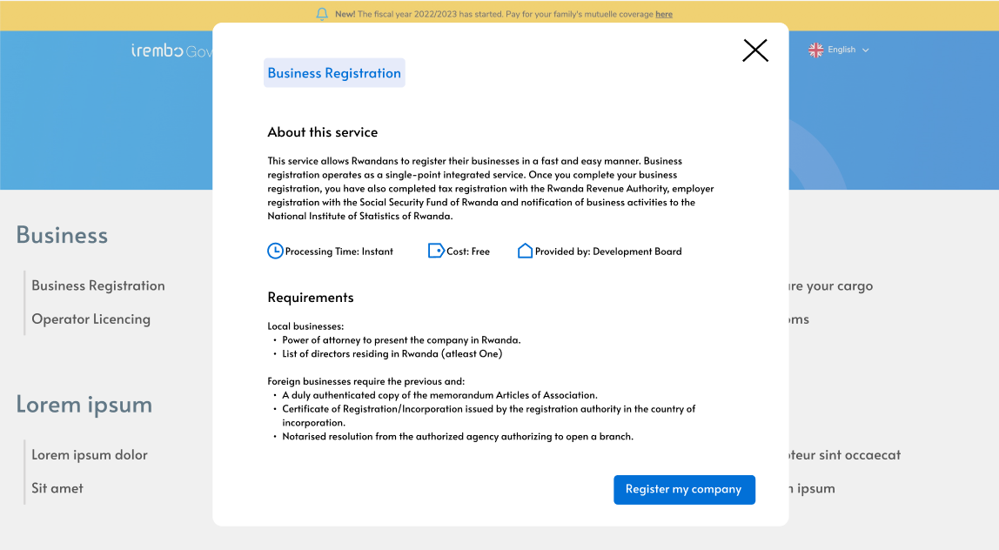 New! The fiscal year 2022/2023 has started. Pay for your family's mutuelle coverage here
irembo Gov
English
Business Registration
About this service
This service allows Rwandans to register their businesses in a fast and easy manner. Business
registration operates as a single-point integrated service. Once you complete your business
registration, you have also completed tax registration with the Rwanda Revenue Authority, employer
registration with the Social Security Fund of Rwanda and notification of business activities to the
National Institute of Statistics of Rwanda.
Processing Time: Instant
Cost: Free
Provided by: Development Board
Requirements
Local businesses:
• Power of attorney to present the company in Rwanda.
• List of directors residing in Rwanda (atleast One)
Foreign businesses require the previous and:
• A duly authenticated copy of the memorandum Articles of Association.
• Certificate of Registration/Incorporation issued by the registration authority in the country of
incorporation.
• Notarised resolution from the authorized agency authorizing to open a branch.
Register my company
Business
Business Registration
Operator Licencing
your cargo
Lorem ipsum
Lorem ipsum dolor
Sit amet
sint occaecat
ipsum